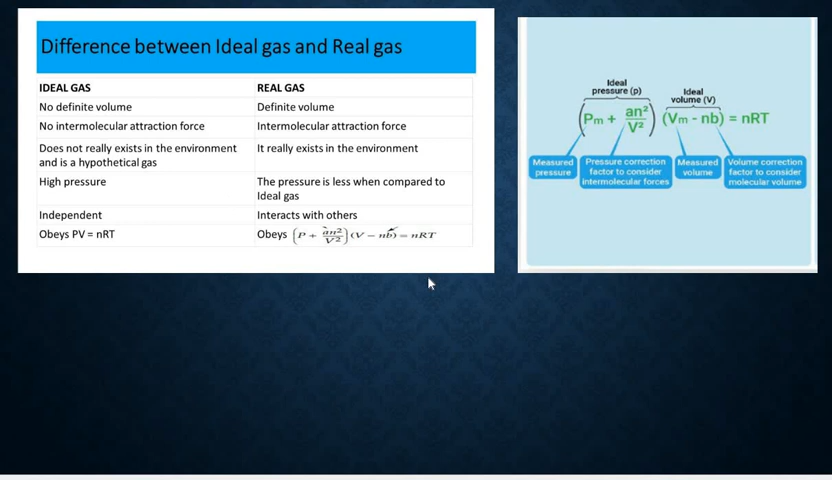 Difference between Ideal gas and Real gas
IDEAL GAS REAL GAS
No definite volume Definite volume
No intermolecular attraction force Intermolecular attraction force
Does not really exists in the environment It really exists in the environment
and is a hypothetical gas
High pressure The pressure is less when compared to
Ideal gas
Independent Interacts with others
Obeys PV = nRT Obeys (P + an²/V²)(V – nb) = nRT
Ideal
pressure (p)
Ideal
volume (V)
(Pm + an²/V²) (Vm - nb) = nRT
Measured
pressure
Pressure correction
factor to consider
intermolecular forces
Measured
volume
Volume correction
factor to consider
molecular volume